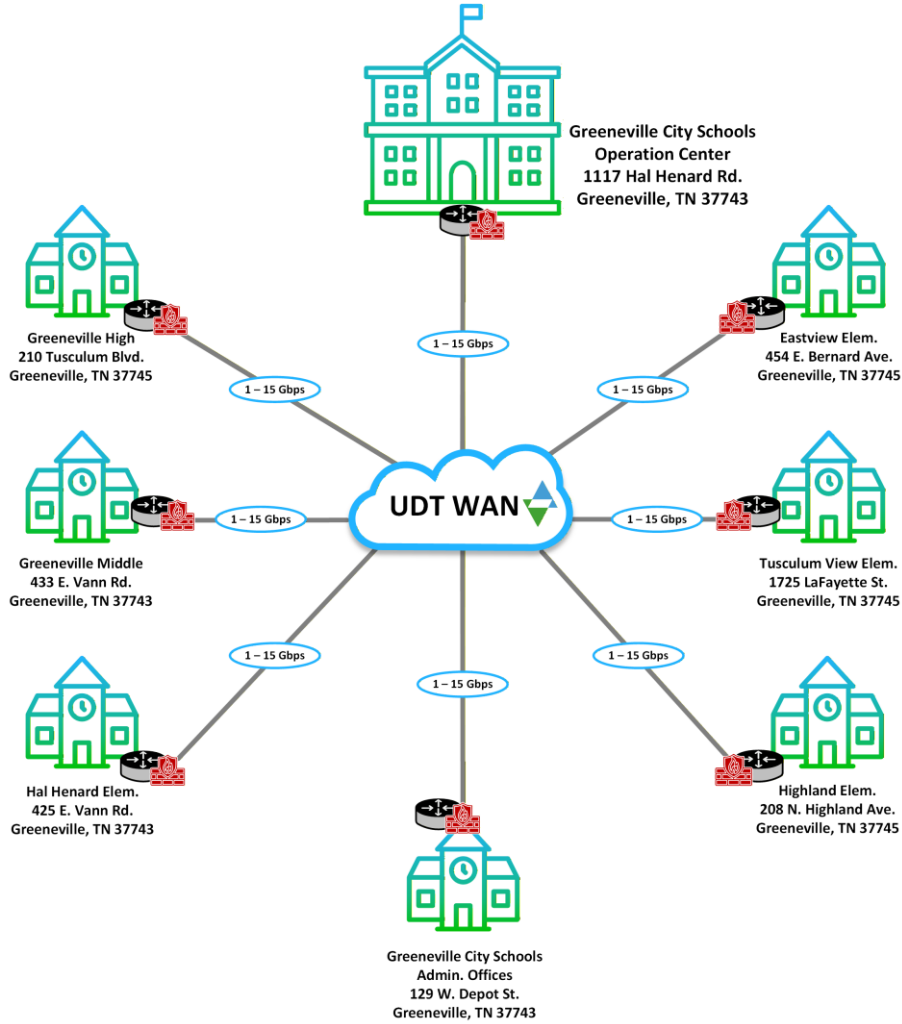 Greeneville City Schools
Operation Center
1117 Hal Henard Rd.
Greeneville, TN 37743
Greeneville High
210 Tusculum Blvd.
Greeneville, TN 37745
Eastview Elem.
454 E. Bernard Ave.
Greeneville, TN 37745
1 – 15 Gbps
1 – 15 Gbps
1 – 15 Gbps
UDT WAN
1 – 15 Gbps
1 – 15 Gbps
Greeneville Middle
433 E. Vann Rd.
Greeneville, TN 37743
Tusculum View Elem.
1725 LaFayette St.
Greeneville, TN 37745
1 – 15 Gbps
1 – 15 Gbps
1 – 15 Gbps
Hal Henard Elem.
425 E. Vann Rd.
Greeneville, TN 37743
Highland Elem.
208 N. Highland Ave.
Greeneville, TN 37745
Greeneville City Schools
Admin. Offices
129 W. Depot St.
Greeneville, TN 37743